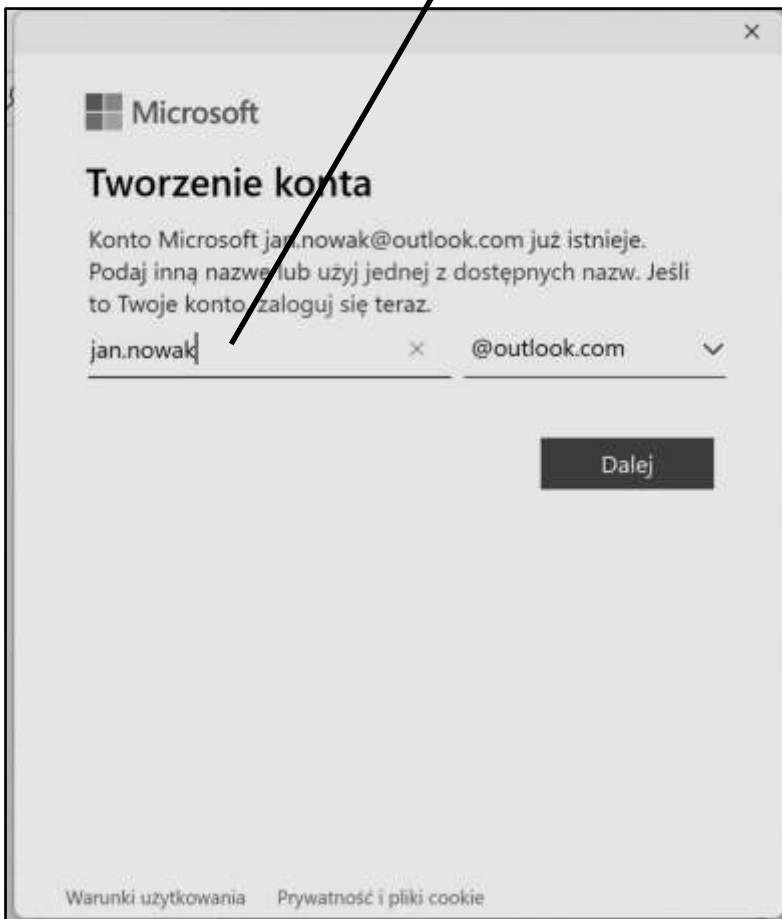 Microsoft
Tworzenie konta
Konto Microsoft jan.nowak@outlook.com już istnieje.
Podaj inną nazwę lub użyj jednej z dostępnych nazw. Jeśli
to Twoje konto, zaloguj się teraz.
jan.nowak @outlook.com
Dalej
Warunki użytkowania Prywatność i pliki cookie